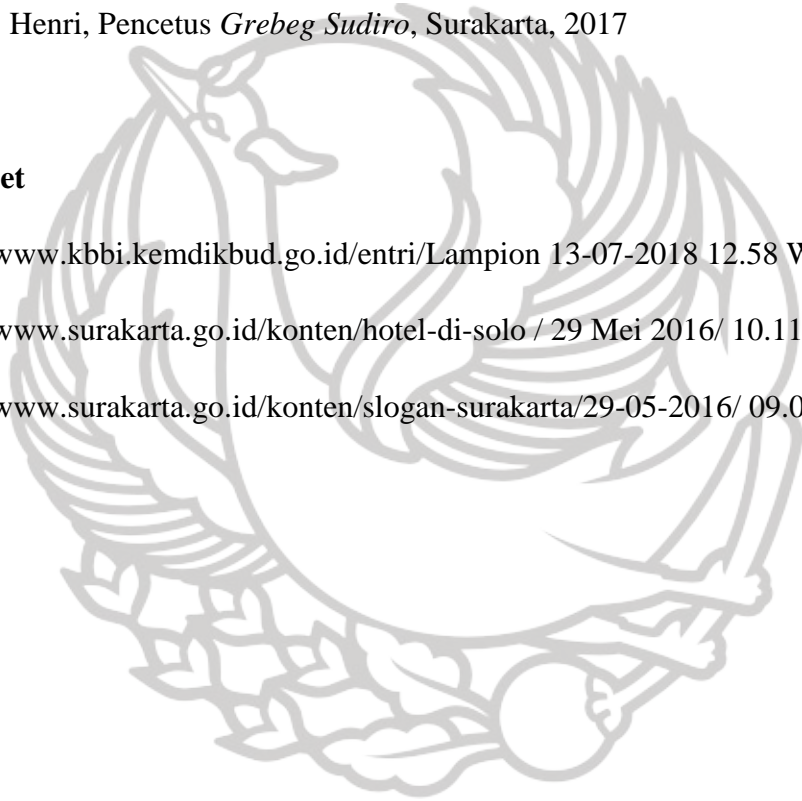 Henri, Pencetus Grebeg Sudiro, Surakarta, 2017
et
www.kbbi.kemdikbud.go.id/entri/Lampion 13-07-2018 12.58 W
www.surakarta.go.id/konten/hotel-di-solo / 29 Mei 2016/ 10.11
www.surakarta.go.id/konten/slogan-surakarta/29-05-2016/ 09.0